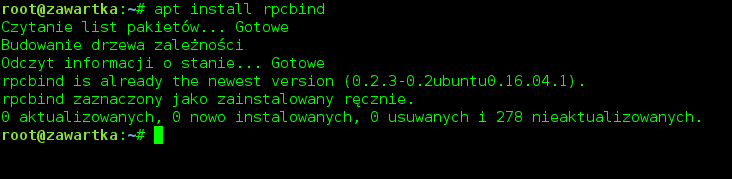 root@zawartka:~# apt install rpcbind
Czytanie list pakietów... Gotowe
Budowanie drzewa zależności
Odczyt informacji o stanie... Gotowe
rpcbind is already the newest version (0.2.3-0.2ubuntu0.16.04.1).
rpcbind zaznaczony jako zainstalowany ręcznie.
0 aktualizowanych, 0 nowo instalowanych, 0 usuwanych i 278 nieaktualizowanych.
root@zawartka:~#